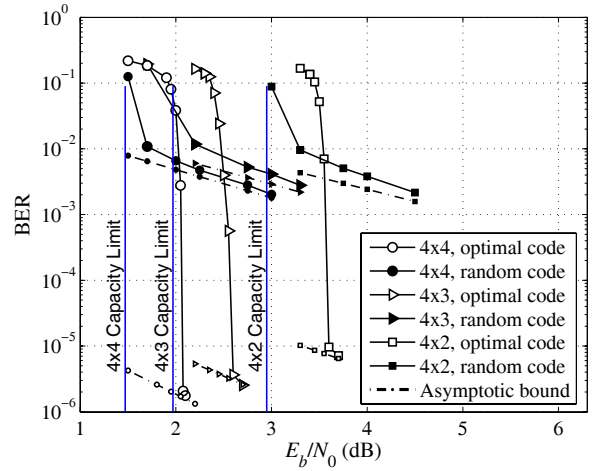 10^0
10^-1
10^-2
10^-3
10^-4
10^-5
10^-6
BER
4x4 Capacity Limit
4x3 Capacity Limit
4x2 Capacity Limit
4x4, optimal code
4x4, random code
4x3, optimal code
4x3, random code
4x2, optimal code
4x2, random code
Asymptotic bound
1 2 3 4 5 6
E_b/N_0 (dB)